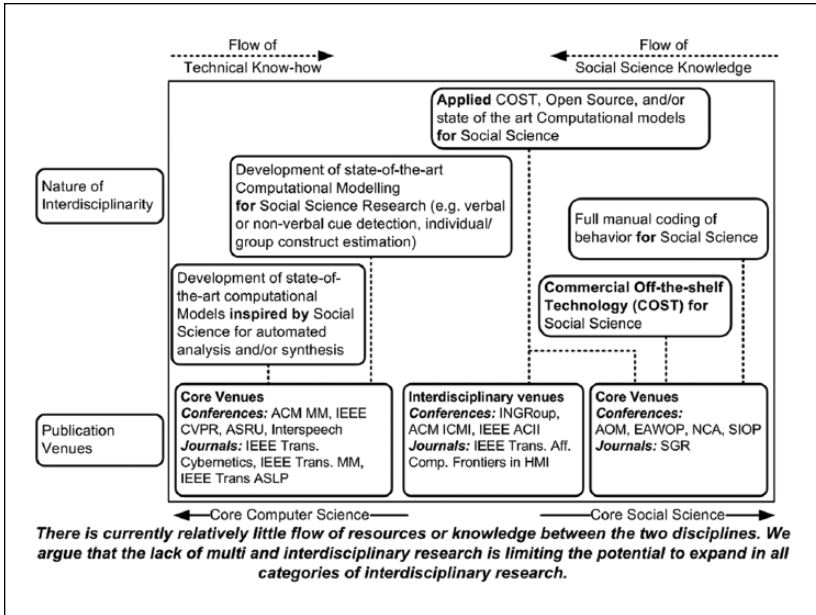 Flow of
Technical Know-how
Flow of
Social Science Knowledge
Applied COST, Open Source, and/or
state of the art Computational models
for Social Science
Nature of
Interdisciplinarity
Development of state-of-the-art
Computational Modelling
for Social Science Research (e.g. verbal
or non-verbal cue detection, individual/
group construct estimation)
Full manual coding of
behavior for Social Science
Development of state-of-
the-art computational
Models inspired by Social
Science for automated
analysis and/or synthesis
Commercial Off-the-shelf
Technology (COST) for
Social Science
Publication
Venues
Core Venues
Conferences: ACM MM, IEEE
CVPR, ASRU, Interspeech
Journals: IEEE Trans.
Cybernetics, IEEE Trans. MM,
IEEE Trans ASLP
Interdisciplinary venues
Conferences: INGRoup,
ACM ICMI, IEEE ACII
Journals: IEEE Trans. Aff.
Comp. Frontiers in HMI
Core Venues
Conferences:
AOM, EAWOP, NCA, SIOP
Journals: SGR
Core Computer Science
Core Social Science
There is currently relatively little flow of resources or knowledge between the two disciplines. We
argue that the lack of multi and interdisciplinary research is limiting the potential to expand in all
categories of interdisciplinary research.